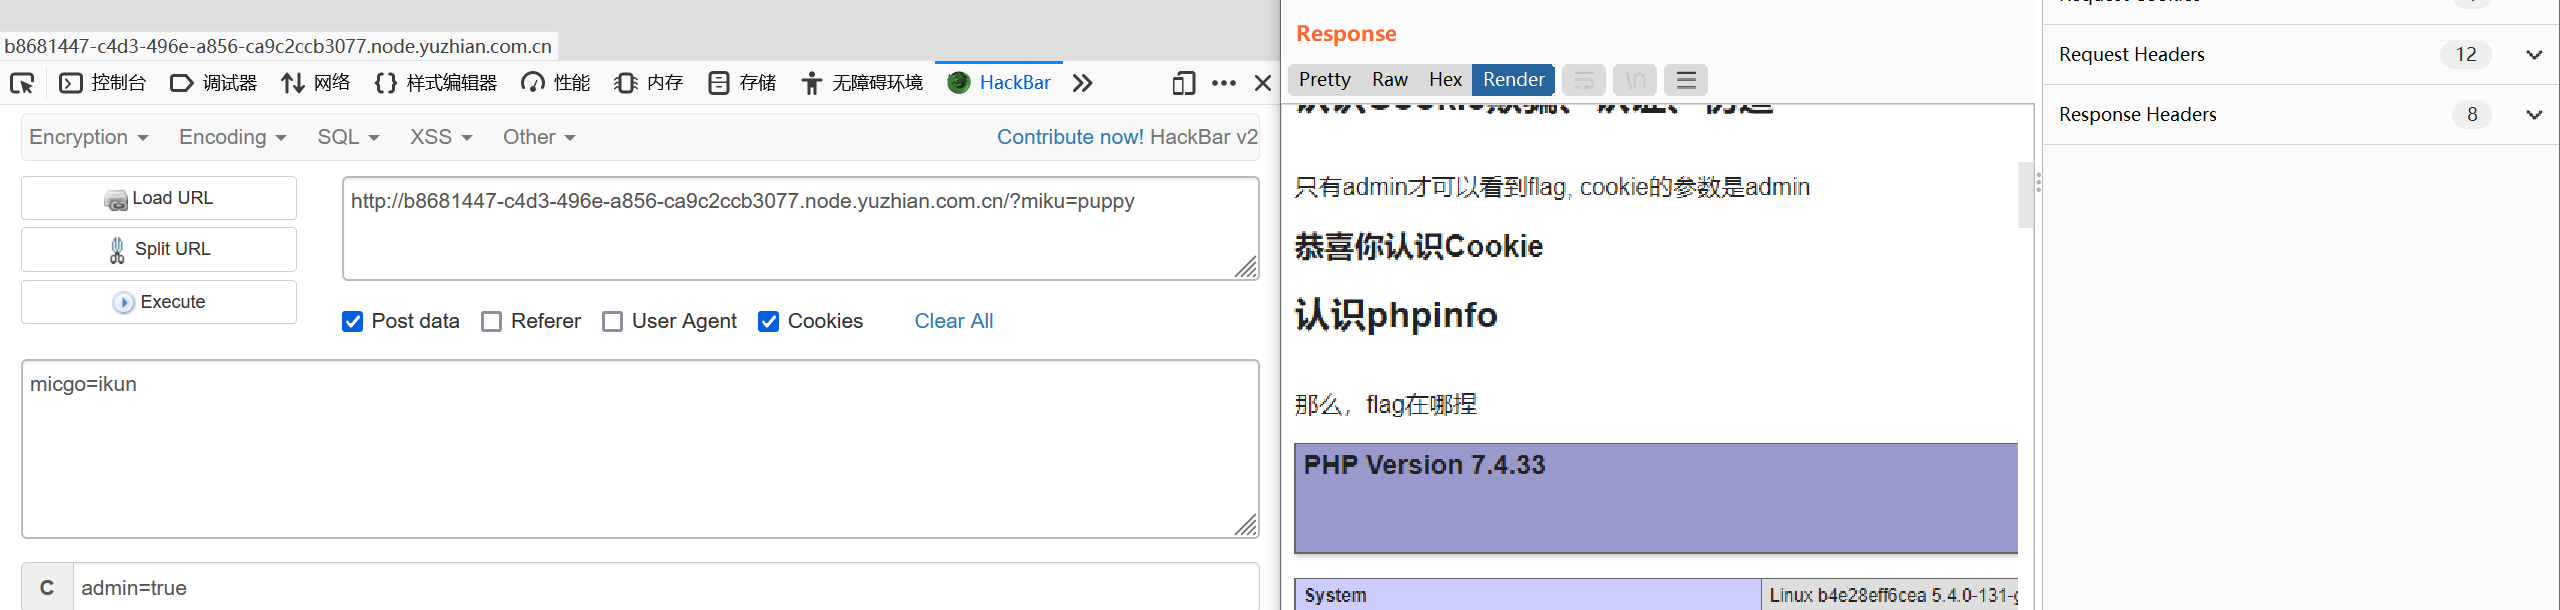 b8681447-c4d3-496e-a856-ca9c2ccb3077.node.yuzhian.com.cn
控制台 调试器 网络 样式编辑器 性能 内存 存储 无障碍环境 HackBar
Encryption Encoding SQL XSS Other Contribute now! HackBar v2
Load URL
Split URL
Execute
http://b8681447-c4d3-496e-a856-ca9c2ccb3077.node.yuzhian.com.cn/?miku=puppy
Post data Referer User Agent Cookies Clear All
micgo=ikun
C admin=true
Response
Pretty Raw Hex Render \n
只有admin才可以看到flag, cookie的参数是admin
恭喜你认识Cookie
认识phpinfo
那么，flag在哪捏
PHP Version 7.4.33
System Linux b4e28eff6cea 5.4.0-131-g
Request Headers 12
Response Headers 8